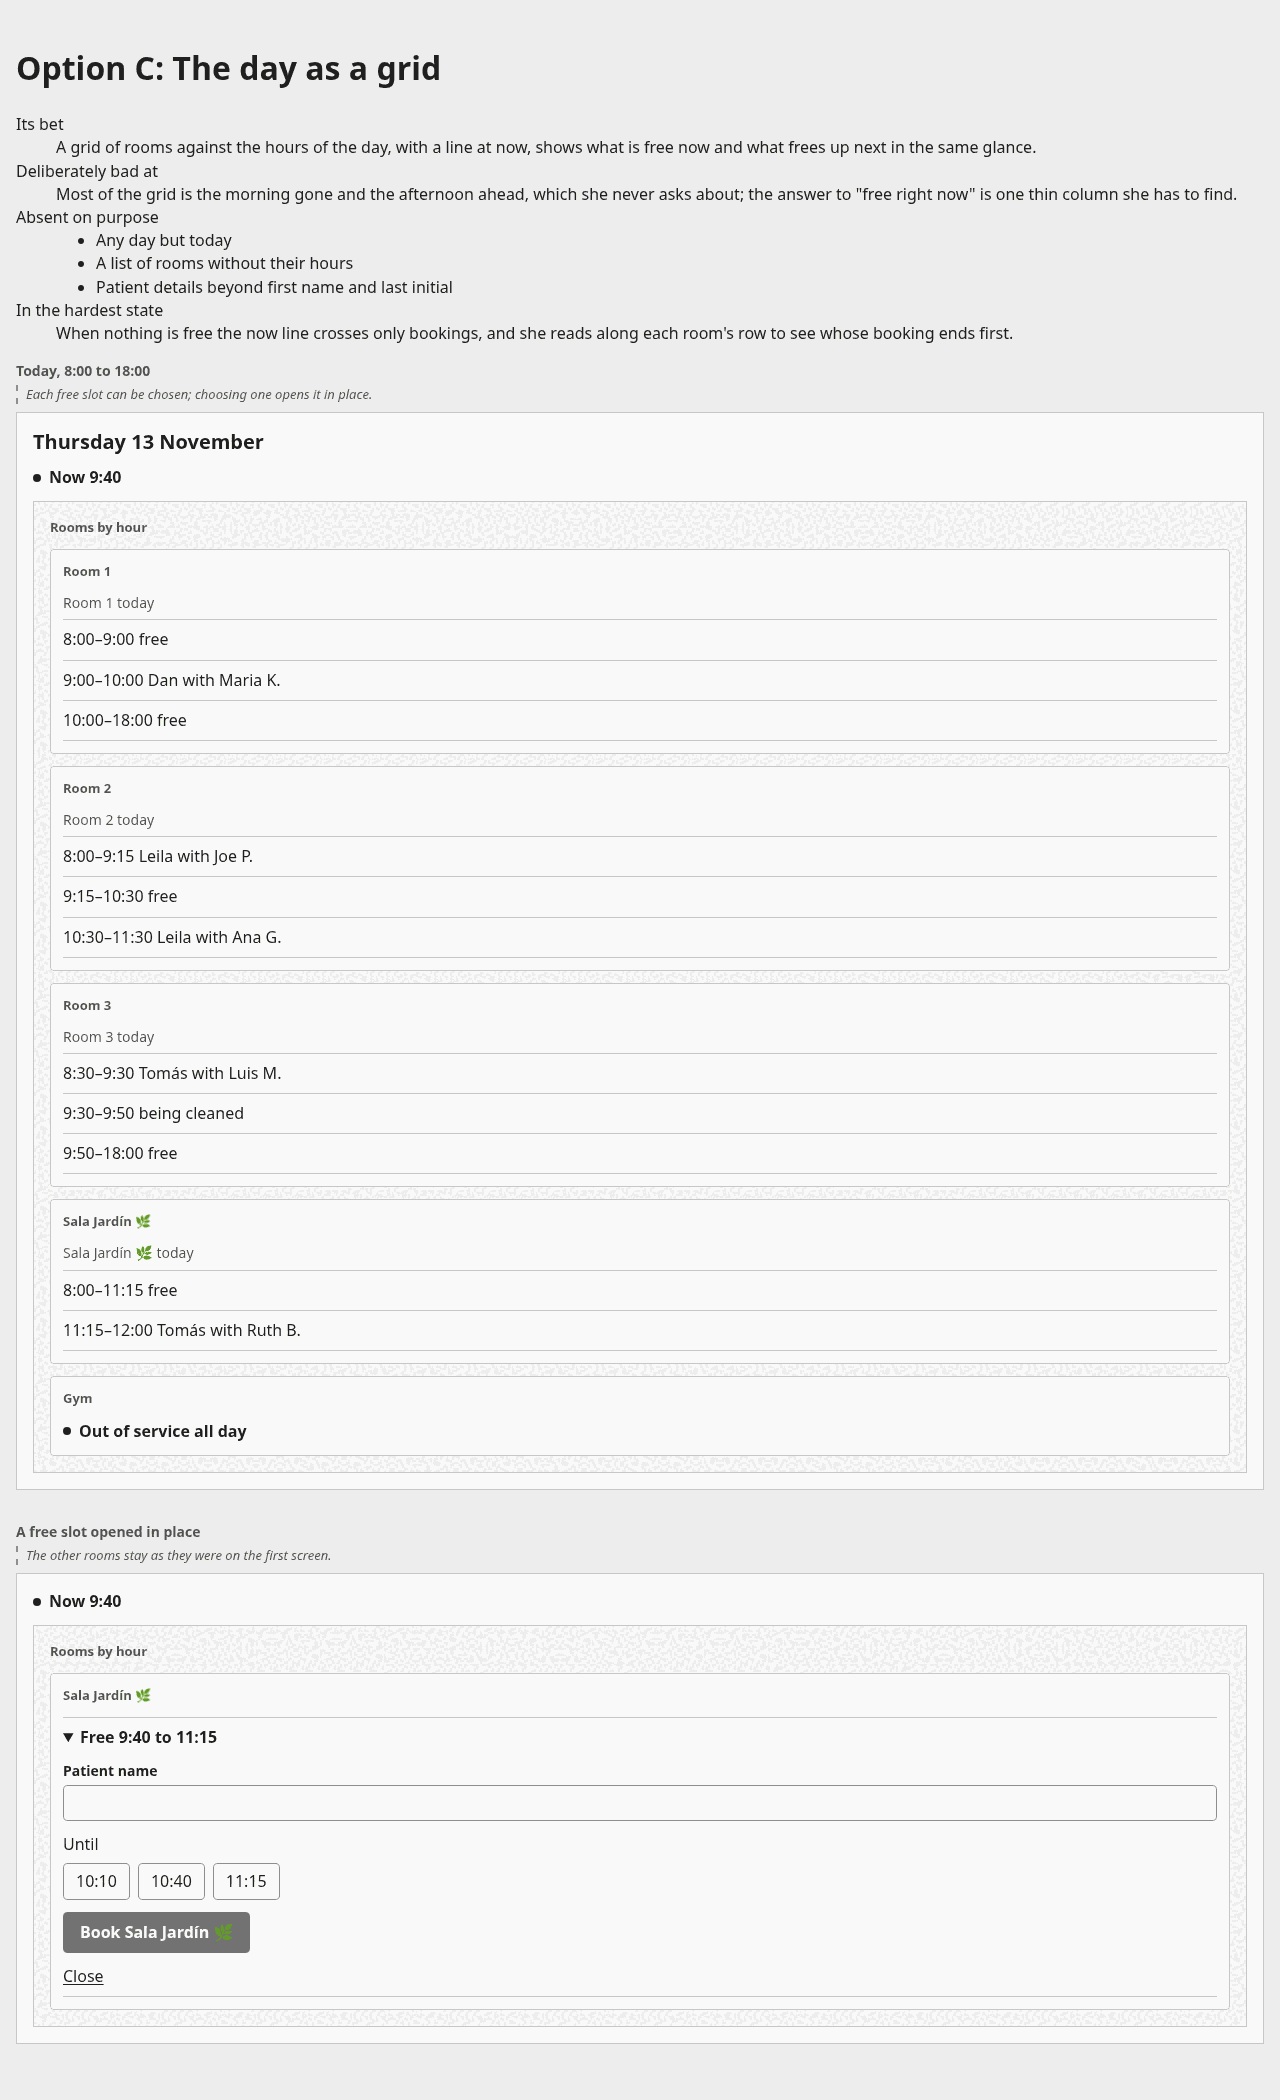 Option C: The day as a grid
Its bet
A grid of rooms against the hours of the day, with a line at now, shows what is free now and what frees up next in the same glance.
Deliberately bad at
Most of the grid is the morning gone and the afternoon ahead, which she never asks about; the answer to "free right now" is one thin column she has to find.
Absent on purpose
• Any day but today
• A list of rooms without their hours
• Patient details beyond first name and last initial
In the hardest state
When nothing is free the now line crosses only bookings, and she reads along each room's row to see whose booking ends first.
Today, 8:00 to 18:00
Each free slot can be chosen; choosing one opens it in place.
Thursday 13 November
Now 9:40
Rooms by hour
Room 1
Room 1 today
8:00–9:00 free
9:00–10:00 Dan with Maria K.
10:00–18:00 free
Room 2
Room 2 today
8:00–9:15 Leila with Joe P.
9:15–10:30 free
10:30–11:30 Leila with Ana G.
Room 3
Room 3 today
8:30–9:30 Tomás with Luis M.
9:30–9:50 being cleaned
9:50–18:00 free
Sala Jardín 🌿
Sala Jardín 🌿 today
8:00–11:15 free
11:15–12:00 Tomás with Ruth B.
Gym
Out of service all day
A free slot opened in place
The other rooms stay as they were on the first screen.
Now 9:40
Rooms by hour
Sala Jardín 🌿
▼ Free 9:40 to 11:15
Patient name
Until
10:10 10:40 11:15
Book Sala Jardín 🌿
Close